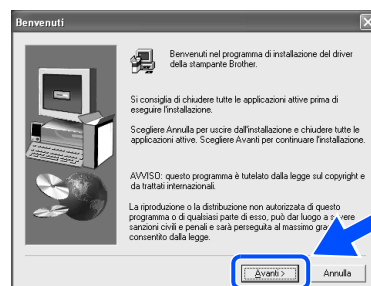 Benvenuti
Benvenuti nel programma di installazione del driver
della stampante Brother.
Si consiglia di chiudere tutte le applicazioni attive prima di
eseguire l'installazione.
Scegliere Annulla per uscire dall'installazione e chiudere tutte le
applicazioni attive. Scegliere Avanti per continuare l'installazione.
AVVISO: questo programma è tutelato dalla legge sul copyright e
da trattati internazionali.
La riproduzione o la distribuzione non autorizzata di questo
programma o di qualsiasi parte di esso, può dar luogo a
sanzioni civili e penali e sarà perseguita al massimo
consentito dalla legge.
Avanti >
Annulla